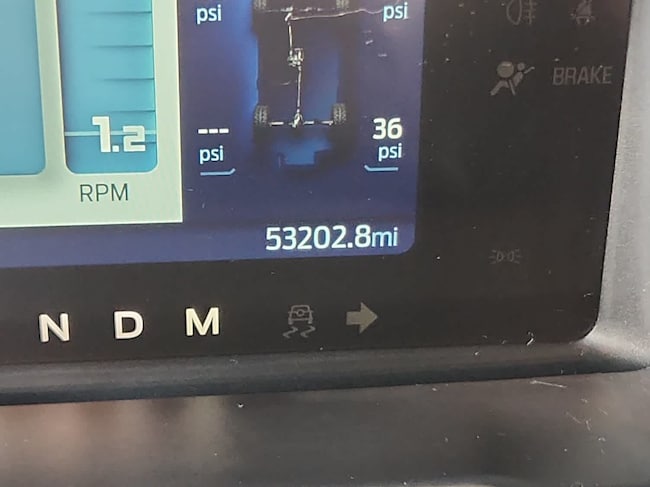 psi psi
BRAKE
1.2
--- 36
psi psi
RPM
53202.8mi
N D M